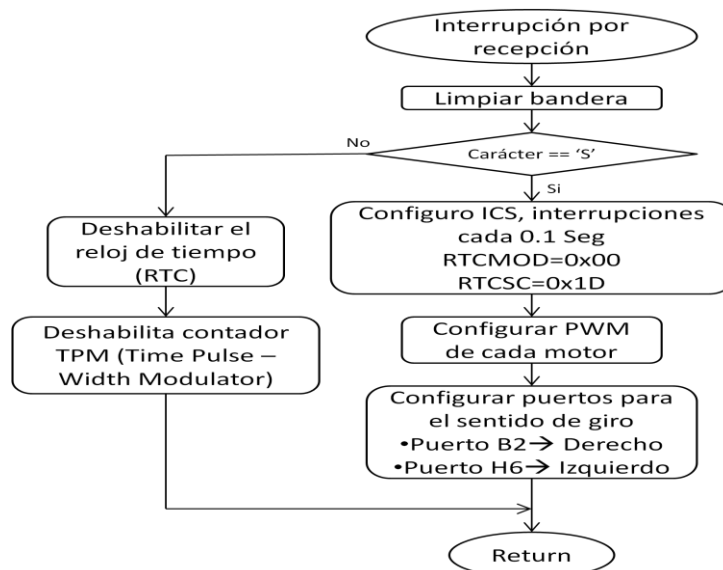 Interrupción por
recepción
Limpiar bandera
No
Carácter == ‘S’
Si
Deshabilitar el
reloj de tiempo
(RTC)
Deshabilita contador
TPM (Time Pulse –
Width Modulator)
Configuro ICS, interrupciones
cada 0.1 Seg
RTCMOD=0x00
RTCSC=0x1D
Configurar PWM
de cada motor
Configurar puertos para
el sentido de giro
•Puerto B2→ Derecho
•Puerto H6→ Izquierdo
Return